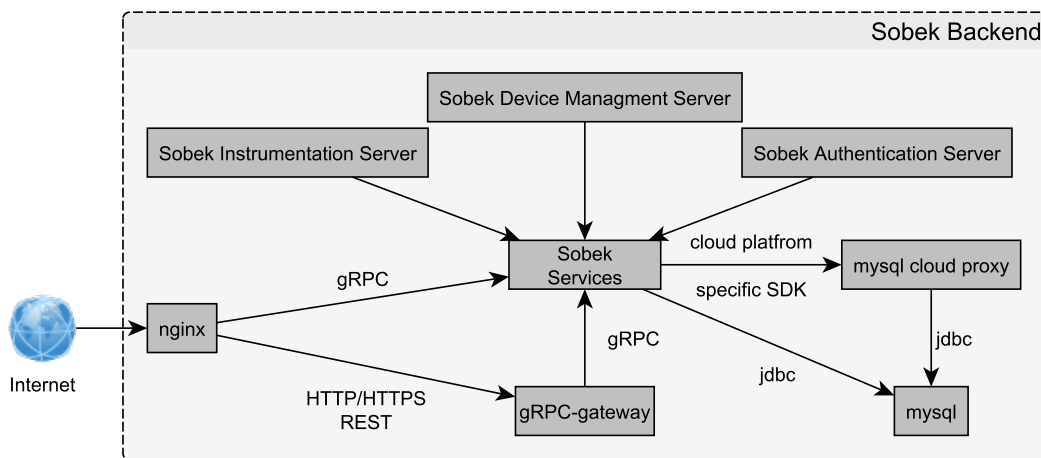 Sobek Backend
Sobek Device Managment Server
Sobek Instrumentation Server
Sobek Authentication Server
Sobek
Services
cloud platfrom
specific SDK
mysql cloud proxy
gRPC
nginx
Internet
gRPC
jdbc
jdbc
HTTP/HTTPS
REST
gRPC-gateway
mysql